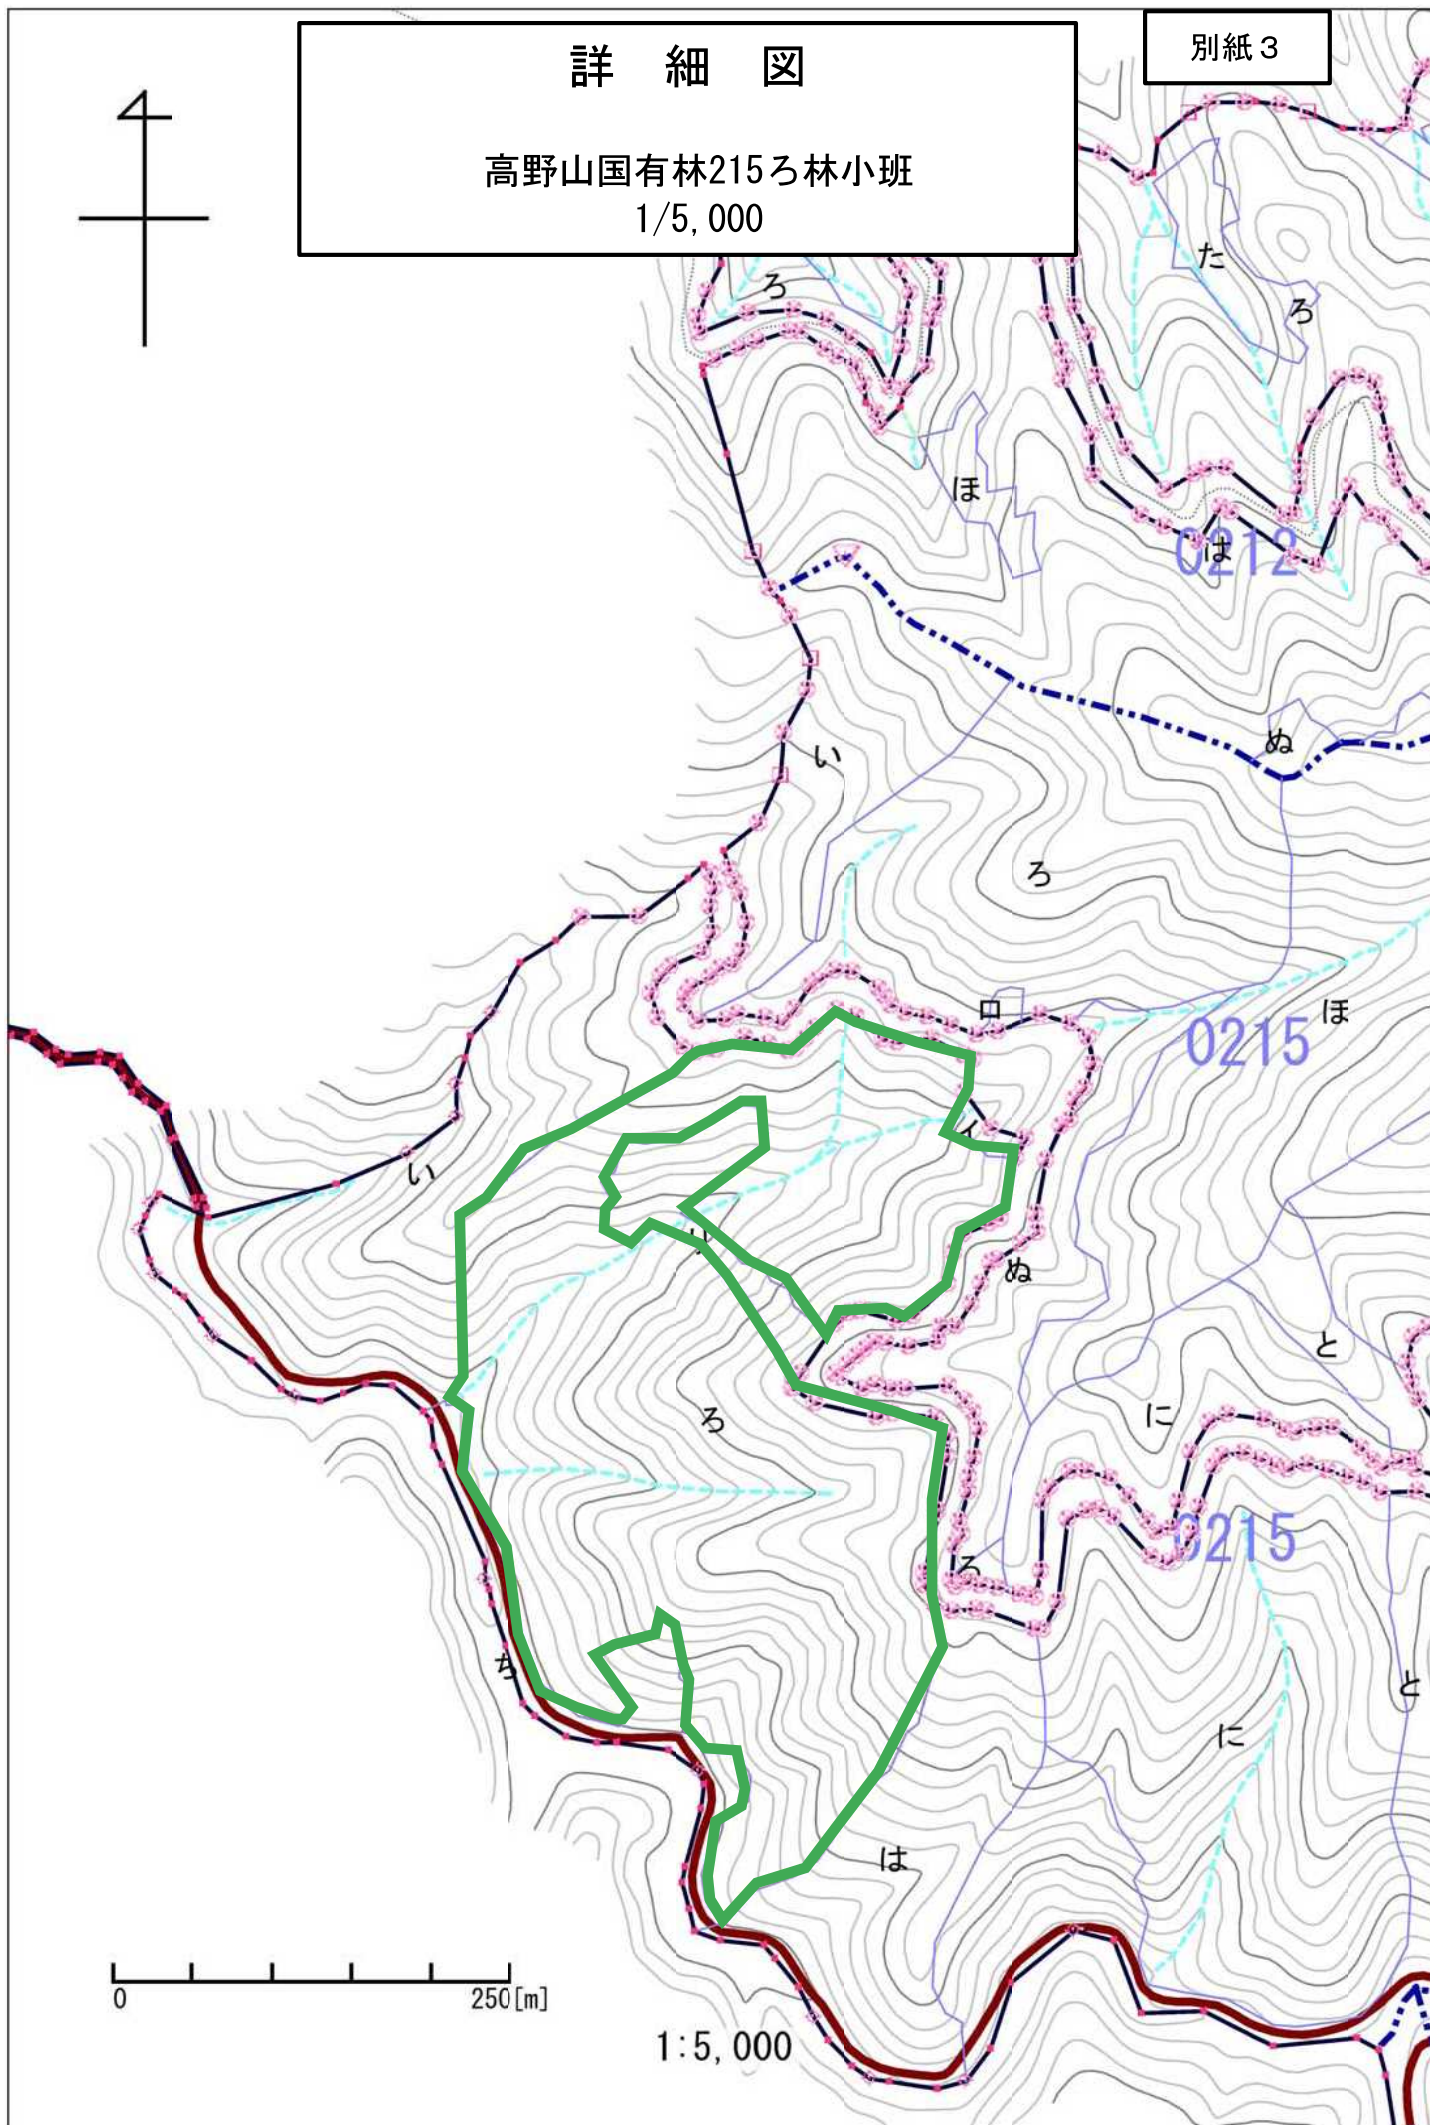 別紙３
詳　細　図
高野山国有林215ろ林小班
1/5,000
た
ろ
ろ
ほ
0212
は
ぬ
い
ろ
ロ
ほ
0215
イ
い
り
ぬ
と
に
ろ
0215
ろ
ち
と
に
は
0
250[m]
1:5,000